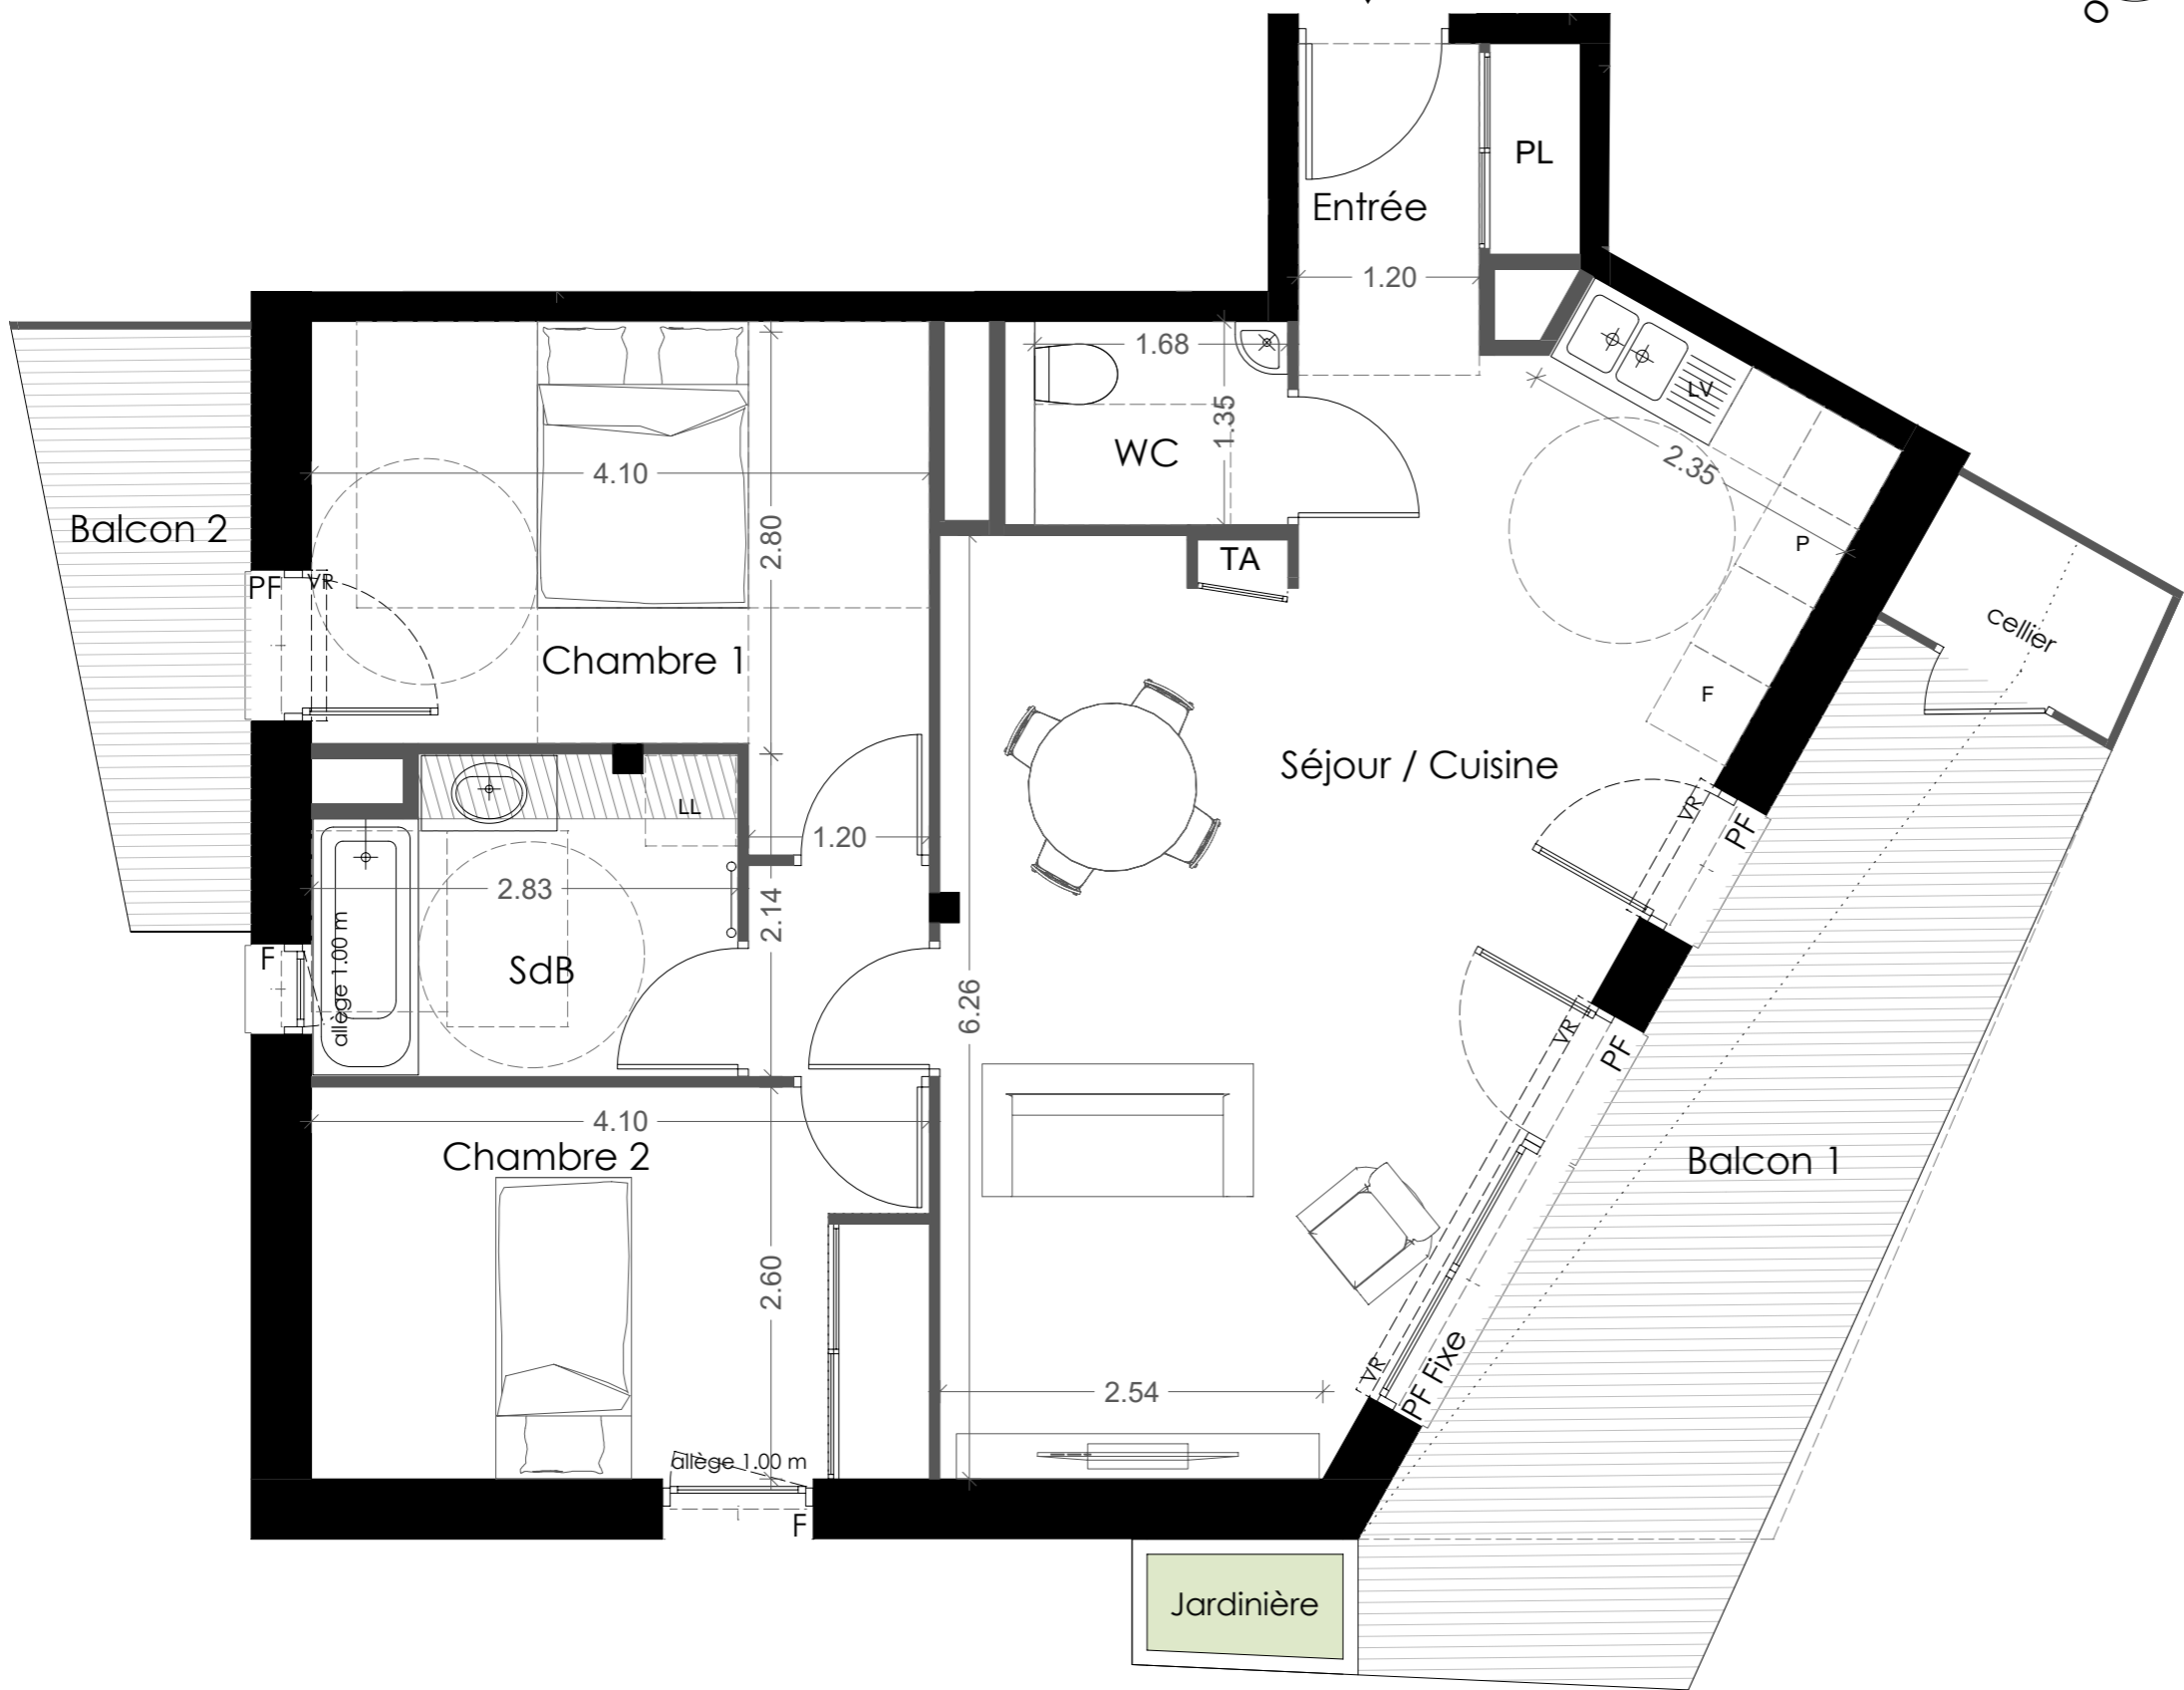 PL
Entrée
1.20
1.68
1.35
WC
LV
2.35
4.10
Balcon 2
2.80
TA
P
PF
VR
cellier
Chambre 1
F
Séjour / Cuisine
LL
VR
PF
1.20
2.83
2.14
allège 1.00 m
F
SdB
6.26
VR
PF
4.10
Chambre 2
Balcon 1
2.60
VR
PF Fixe
2.54
allège 1.00 m
F
Jardinière